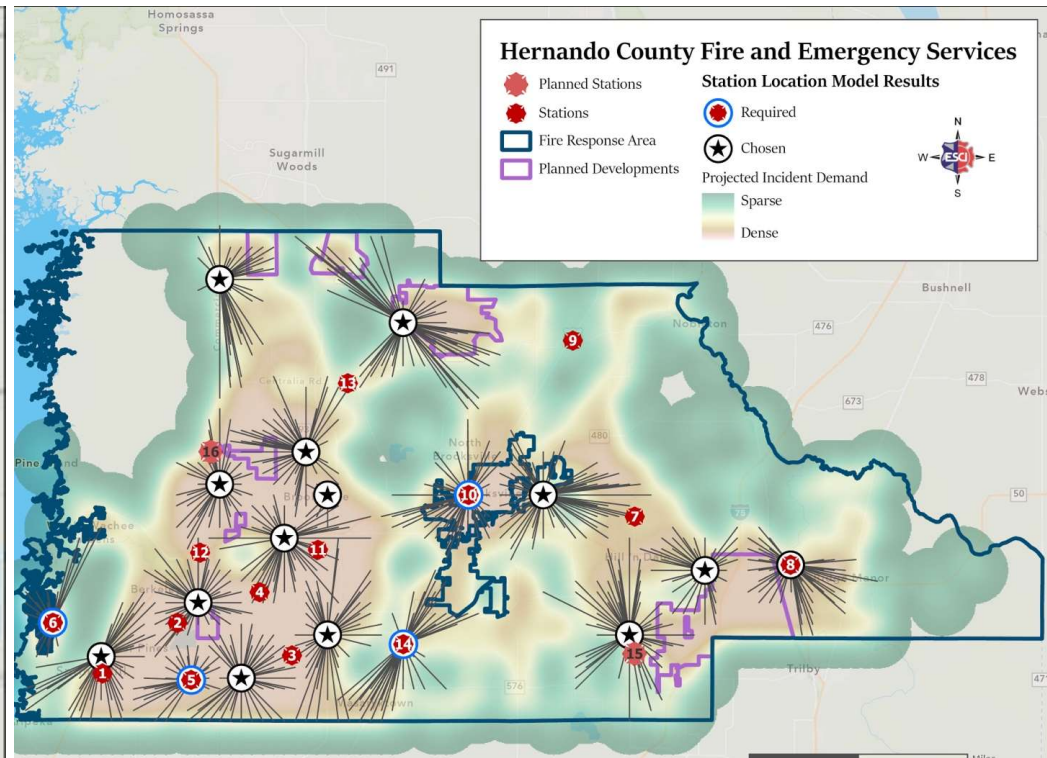 Homosassa
Springs
491
Sugarmill
Woods
Hernando County Fire and Emergency Services
Planned Stations
Stations
Fire Response Area
Planned Developments
Station Location Model Results
Required
Chosen
Projected Incident Demand
Sparse
Dense
N
W
ESCI
E
S
Bushnell
476
478
673
50
9
13
Centralia Rd
16
North
480
10
7
Pine
12
11
4
8
Manor
6
2
14
15
1
5
3
576
Trilby